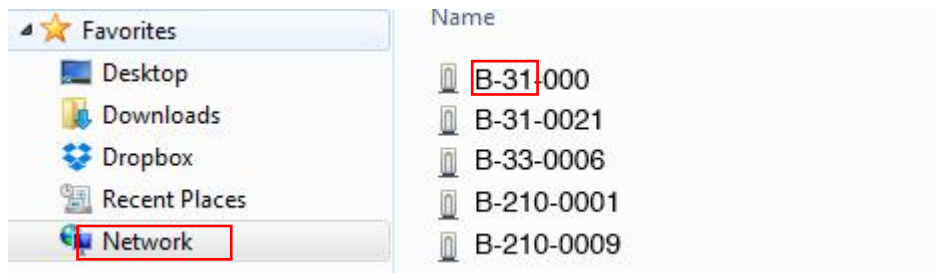 Favorites
Desktop
Downloads
Dropbox
Recent Places
Network
Name
B-31-000
B-31-0021
B-33-0006
B-210-0001
B-210-0009